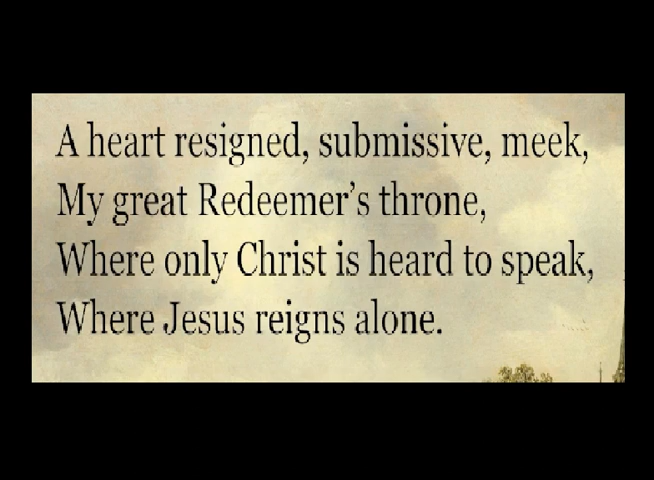 A heart resigned, submissive, meek,
My great Redeemer’s throne,
Where only Christ is heard to speak,
Where Jesus reigns alone.